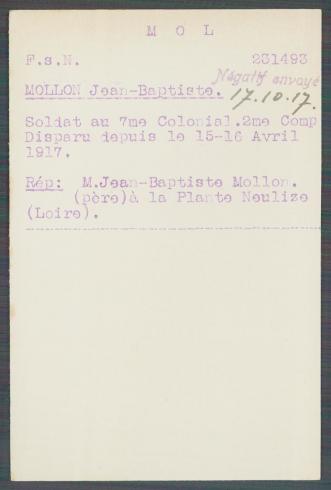 M O L
F.s.N. 231493
Négatif envoyé
MOLLON Jean-Baptiste. 17.10.17.
Soldat au 7me Colonial.2me Comp
Disparu depuis le 15-16 Avril
1917.
Rép: M.Jean-Baptiste Mollon.
(père)à la Plante Neulize
(Loire).